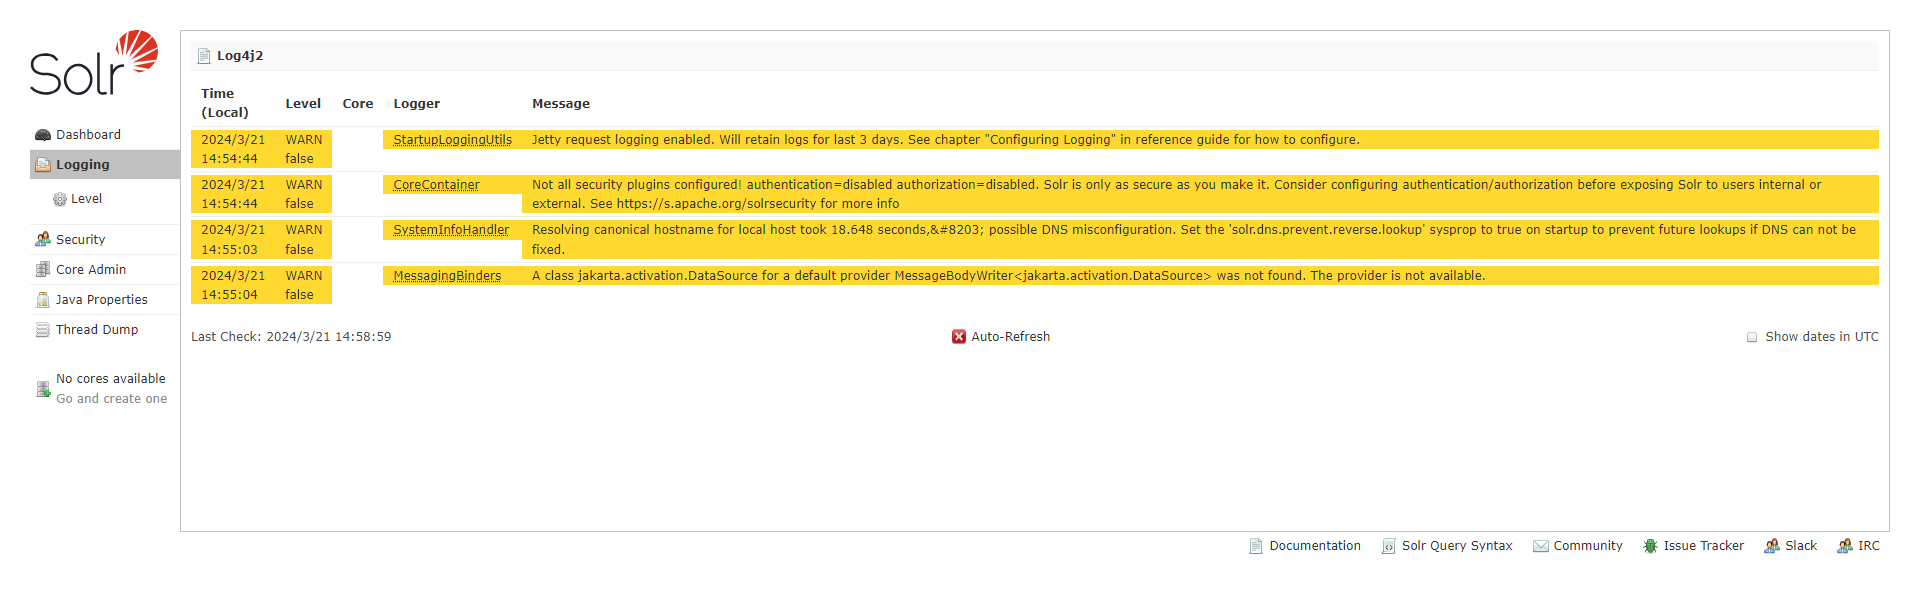 Solr
Dashboard
Logging
Level
Security
Core Admin
Java Properties
Thread Dump
No cores available
Go and create one
Log4j2
Time (Local) Level Core Logger Message
2024/3/21 14:54:44 WARN false StartupLoggingUtils Jetty request logging enabled. Will retain logs for last 3 days. See chapter "Configuring Logging" in reference guide for how to configure.
2024/3/21 14:54:44 WARN false CoreContainer Not all security plugins configured! authentication=disabled authorization=disabled. Solr is only as secure as you make it. Consider configuring authentication/authorization before exposing Solr to users internal or
external. See https://s.apache.org/solrsecurity for more info
2024/3/21 14:55:03 WARN false SystemInfoHandler Resolving canonical hostname for local host took 18.648 seconds,&#8203; possible DNS misconfiguration. Set the 'solr.dns.prevent.reverse.lookup' sysprop to true on startup to prevent future lookups if DNS can not be
fixed.
2024/3/21 14:55:04 WARN false MessagingBinders A class jakarta.activation.DataSource for a default provider MessageBodyWriter<jakarta.activation.DataSource> was not found. The provider is not available.
Last Check: 2024/3/21 14:58:59 Auto-Refresh Show dates in UTC
Documentation Solr Query Syntax Community Issue Tracker Slack IRC